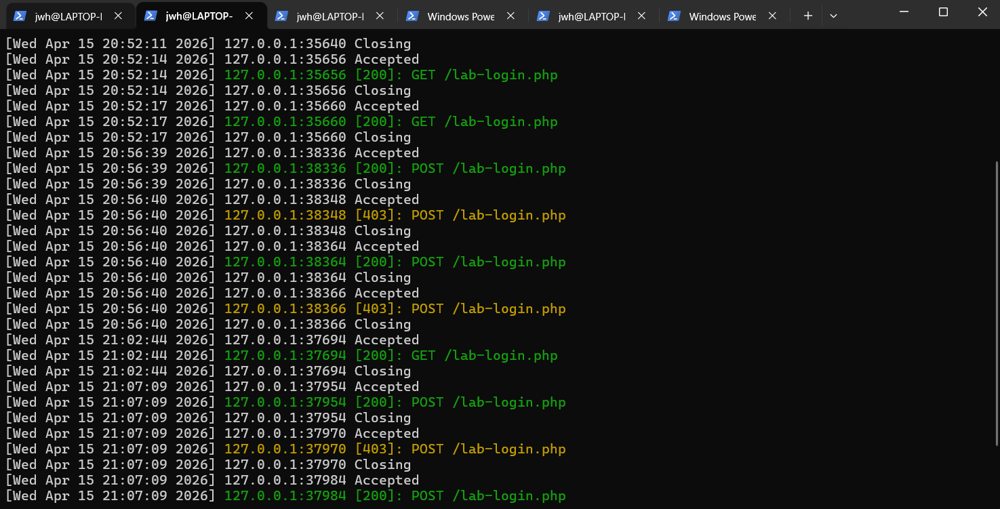 jwh@LAPTOP-I jwh@LAPTOP- jwh@LAPTOP-I Windows Powe jwh@LAPTOP-I Windows Powe
[Wed Apr 15 20:52:11 2026] 127.0.0.1:35640 Closing
[Wed Apr 15 20:52:14 2026] 127.0.0.1:35656 Accepted
[Wed Apr 15 20:52:14 2026] 127.0.0.1:35656 [200]: GET /lab-login.php
[Wed Apr 15 20:52:14 2026] 127.0.0.1:35656 Closing
[Wed Apr 15 20:52:17 2026] 127.0.0.1:35660 Accepted
[Wed Apr 15 20:52:17 2026] 127.0.0.1:35660 [200]: GET /lab-login.php
[Wed Apr 15 20:52:17 2026] 127.0.0.1:35660 Closing
[Wed Apr 15 20:56:39 2026] 127.0.0.1:38336 Accepted
[Wed Apr 15 20:56:39 2026] 127.0.0.1:38336 [200]: POST /lab-login.php
[Wed Apr 15 20:56:39 2026] 127.0.0.1:38336 Closing
[Wed Apr 15 20:56:40 2026] 127.0.0.1:38348 Accepted
[Wed Apr 15 20:56:40 2026] 127.0.0.1:38348 [403]: POST /lab-login.php
[Wed Apr 15 20:56:40 2026] 127.0.0.1:38348 Closing
[Wed Apr 15 20:56:40 2026] 127.0.0.1:38364 Accepted
[Wed Apr 15 20:56:40 2026] 127.0.0.1:38364 [200]: POST /lab-login.php
[Wed Apr 15 20:56:40 2026] 127.0.0.1:38364 Closing
[Wed Apr 15 20:56:40 2026] 127.0.0.1:38366 Accepted
[Wed Apr 15 20:56:40 2026] 127.0.0.1:38366 [403]: POST /lab-login.php
[Wed Apr 15 20:56:40 2026] 127.0.0.1:38366 Closing
[Wed Apr 15 21:02:44 2026] 127.0.0.1:37694 Accepted
[Wed Apr 15 21:02:44 2026] 127.0.0.1:37694 [200]: GET /lab-login.php
[Wed Apr 15 21:02:44 2026] 127.0.0.1:37694 Closing
[Wed Apr 15 21:07:09 2026] 127.0.0.1:37954 Accepted
[Wed Apr 15 21:07:09 2026] 127.0.0.1:37954 [200]: POST /lab-login.php
[Wed Apr 15 21:07:09 2026] 127.0.0.1:37954 Closing
[Wed Apr 15 21:07:09 2026] 127.0.0.1:37970 Accepted
[Wed Apr 15 21:07:09 2026] 127.0.0.1:37970 [403]: POST /lab-login.php
[Wed Apr 15 21:07:09 2026] 127.0.0.1:37970 Closing
[Wed Apr 15 21:07:09 2026] 127.0.0.1:37984 Accepted
[Wed Apr 15 21:07:09 2026] 127.0.0.1:37984 [200]: POST /lab-login.php